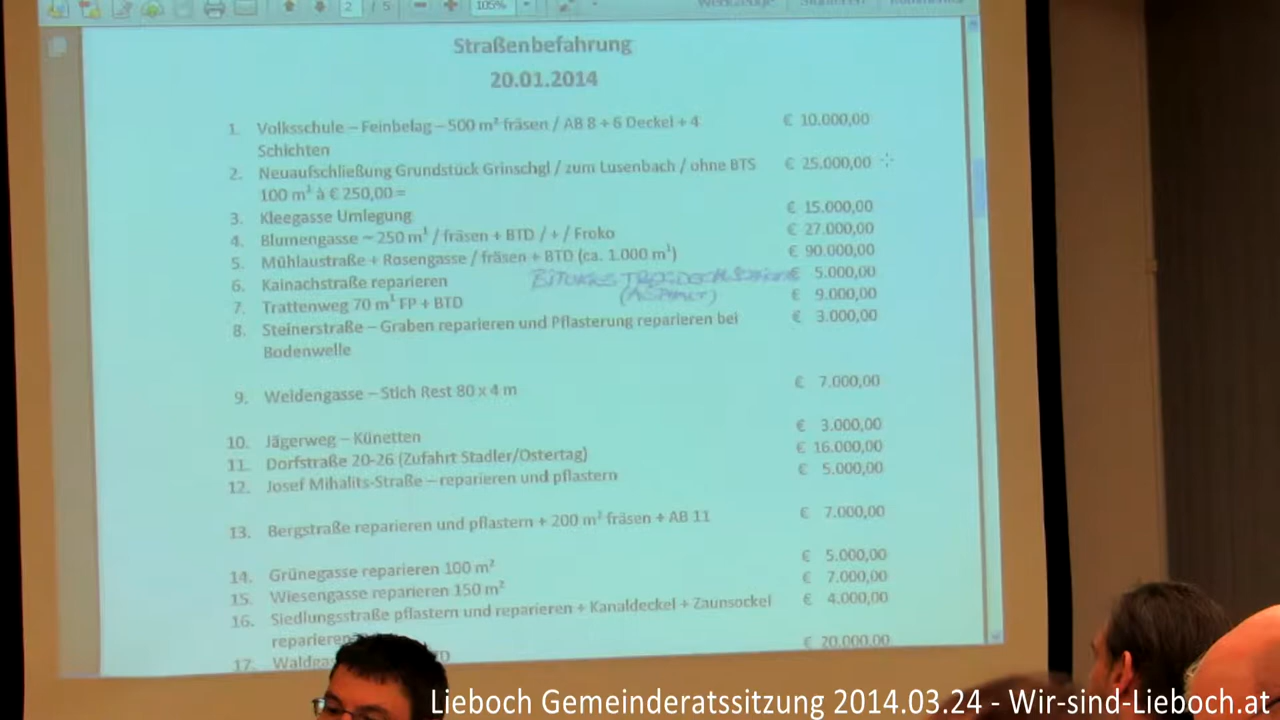 2 / 5 105%
Straßenbefahrung
20.01.2014
1. Volksschule – Feinbelag – 500 m² fräsen / AB 8 + 6 Deckel + 4 € 10.000,00
Schichten
2. Neuaufschließung Grundstück Grinschgl / zum Lusenbach / ohne BTS € 25.000,00
100 m¹ à € 250,00 =
3. Kleegasse Umlegung € 15.000,00
4. Blumengasse – 250 m¹ / fräsen + BTD / + / Froko € 27.000,00
5. Mühlaustraße + Rosengasse / fräsen + BTD (ca. 1.000 m¹) € 90.000,00
6. Kainachstraße reparieren € 5.000,00
(ASPHALT)
7. Trattenweg 70 m¹ FP + BTD € 9.000,00
8. Steinerstraße – Graben reparieren und Pflasterung reparieren bei € 3.000,00
Bodenwelle
9. Weidengasse – Stich Rest 80 x 4 m € 7.000,00
10. Jägerweg – Künetten € 3.000,00
11. Dorfstraße 20-26 (Zufahrt Stadler/Ostertag) € 16.000,00
12. Josef Mihalits-Straße – reparieren und pflastern € 5.000,00
13. Bergstraße reparieren und pflastern + 200 m² fräsen + AB 11 € 7.000,00
14. Grünegasse reparieren 100 m² € 5.000,00
15. Wiesengasse reparieren 150 m² € 7.000,00
16. Siedlungsstraße pflastern und reparieren + Kanaldeckel + Zaunsockel € 4.000,00
reparieren
17. € 20.000,00
Lieboch Gemeinderatssitzung 2014.03.24 - Wir-sind-Lieboch.at